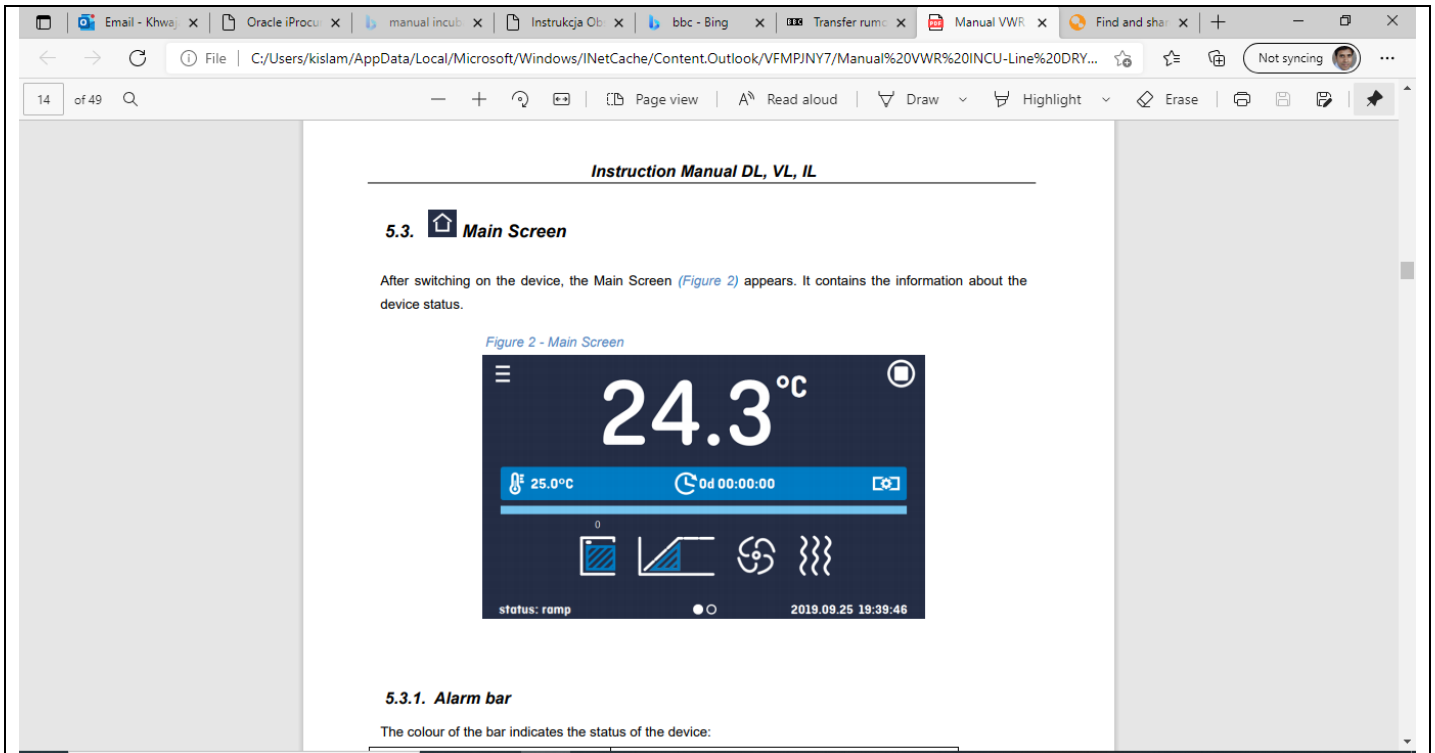 Email - Khwaj
Oracle iProcur
manual incub
Instrukcja Ob
bbc - Bing
BBC Transfer rumo
Manual VWR
Find and shar
File
C:/Users/kislam/AppData/Local/Microsoft/Windows/INetCache/Content.Outlook/VFMPJNY7/Manual%20VWR%20INCU-Line%20DRY...
Not syncing
14 of 49
Page view
Read aloud
Draw
Highlight
Erase
Instruction Manual DL, VL, IL
5.3. Main Screen
After switching on the device, the Main Screen (Figure 2) appears. It contains the information about the
device status.
Figure 2 - Main Screen
24.3°C
25.0°C 0d 00:00:00
0
status: ramp 2019.09.25 19:39:46
5.3.1. Alarm bar
The colour of the bar indicates the status of the device: